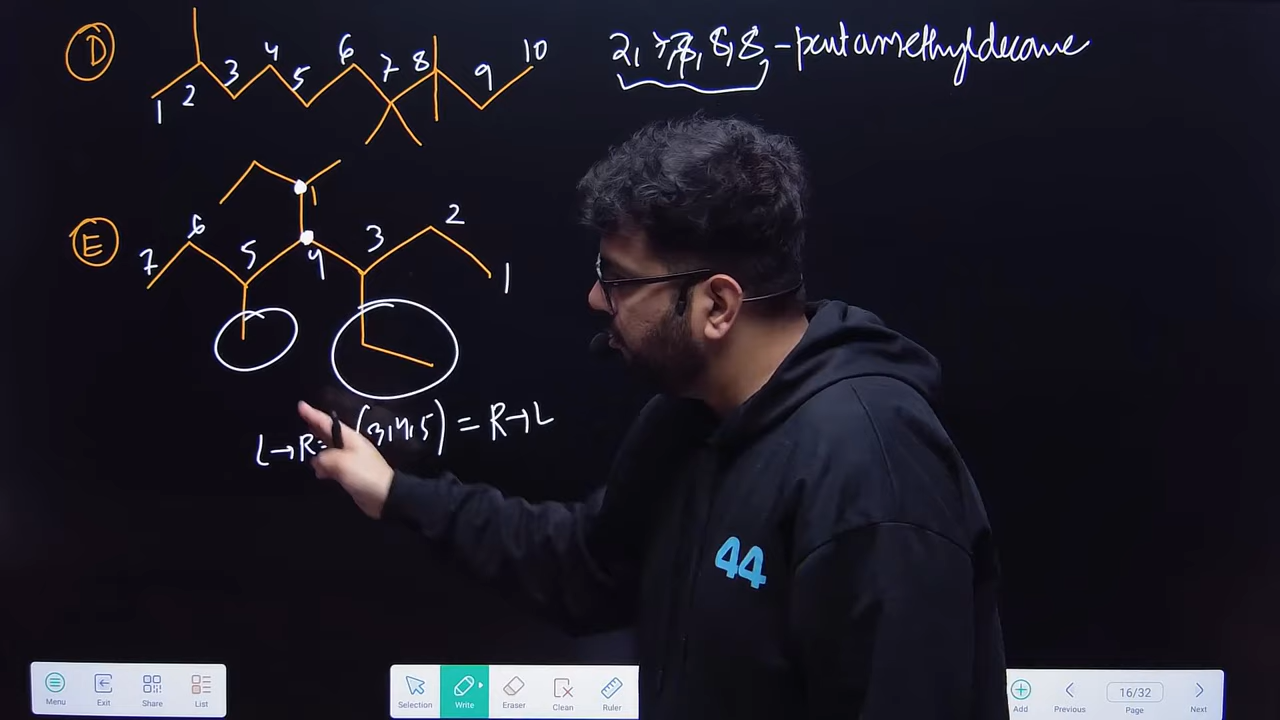 D
1 2 3 4 5 6 7 8 9 10
2, 7,7, 8, 8, -pentamethyldecane
E
7 6 5 4 1 3 2 1
L→R= (3,4,5) = R→L
44
Menu Exit Share List
Selection Write Eraser Clean Ruler
Add Previous 16/32 Page Next